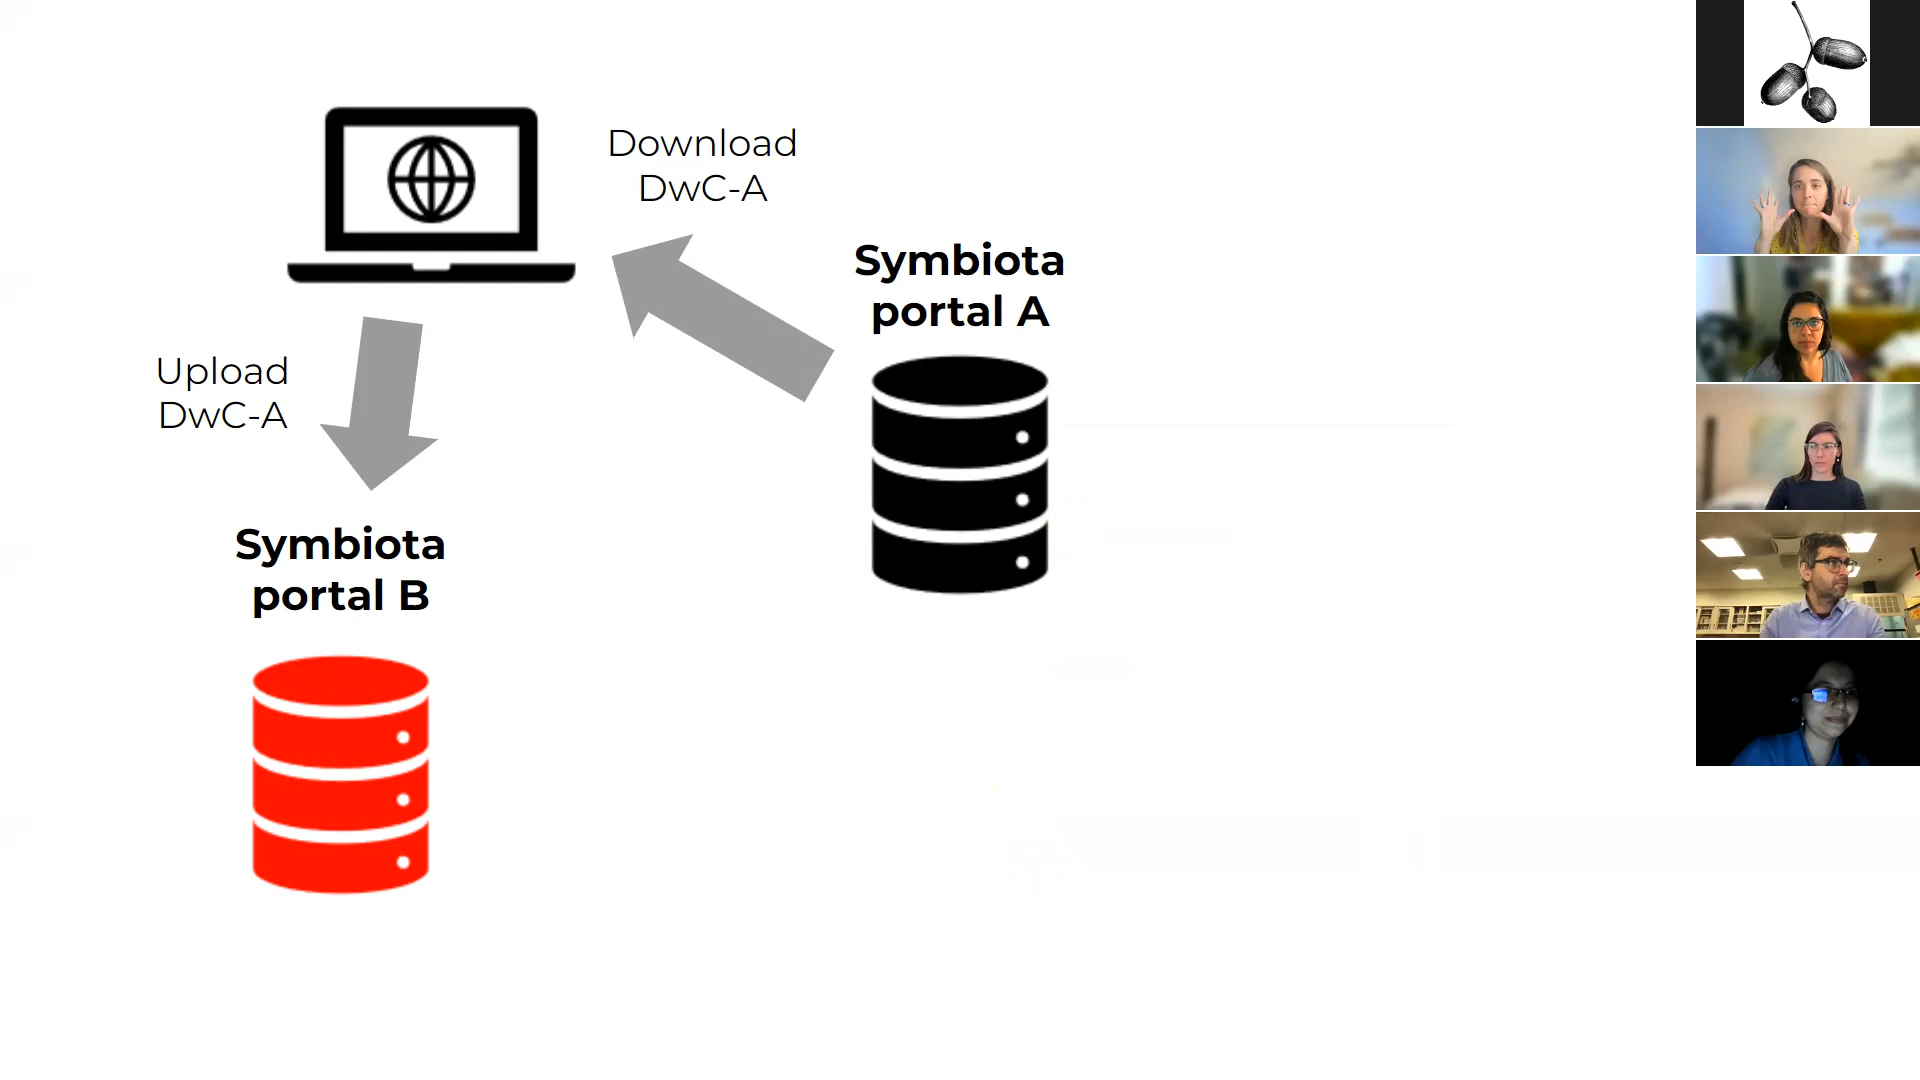 Download
DwC-A
Symbiota
portal A
Upload
DwC-A
Symbiota
portal B